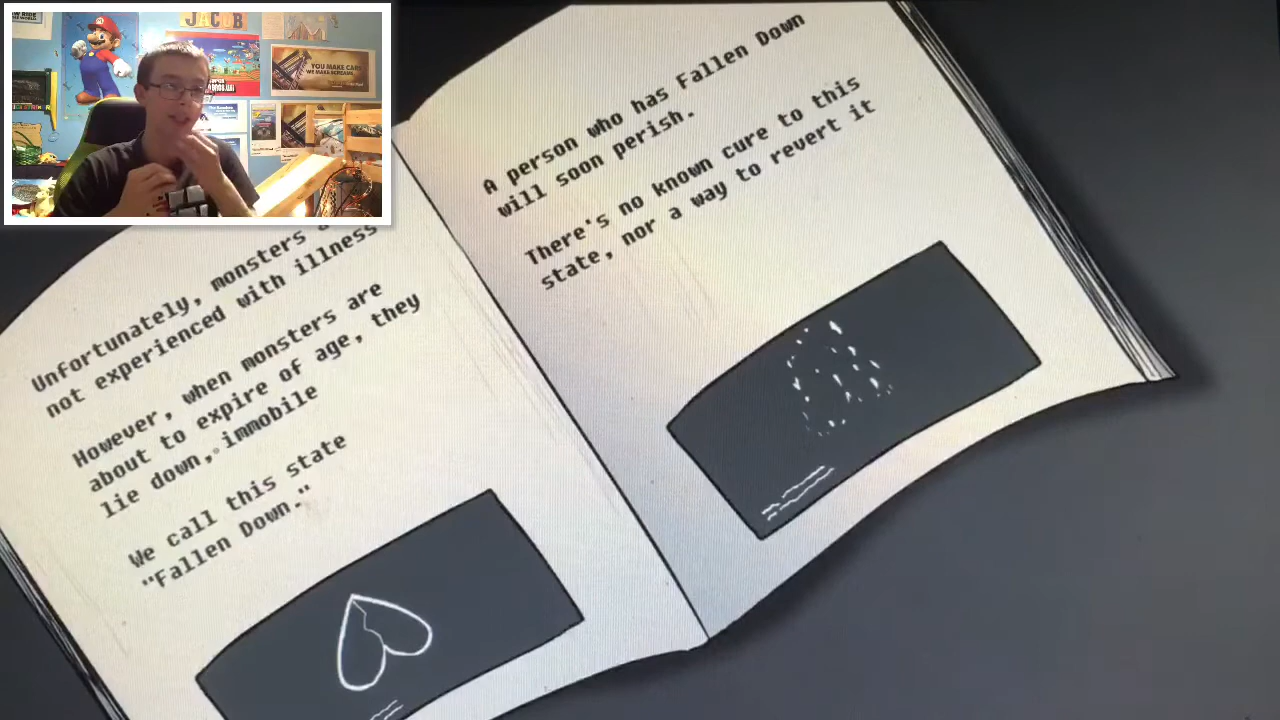 JACOB
YOU MAKE CARS
WE MAKE SCREAMS.
Unfortunately, monsters
not experienced with illness
However, when monsters are
about to expire of age, they
lie down, immobile
We call this state
"Fallen Down."
A person who has Fallen Down
will soon perish.
There's no known cure to this
state, nor a way to revert it